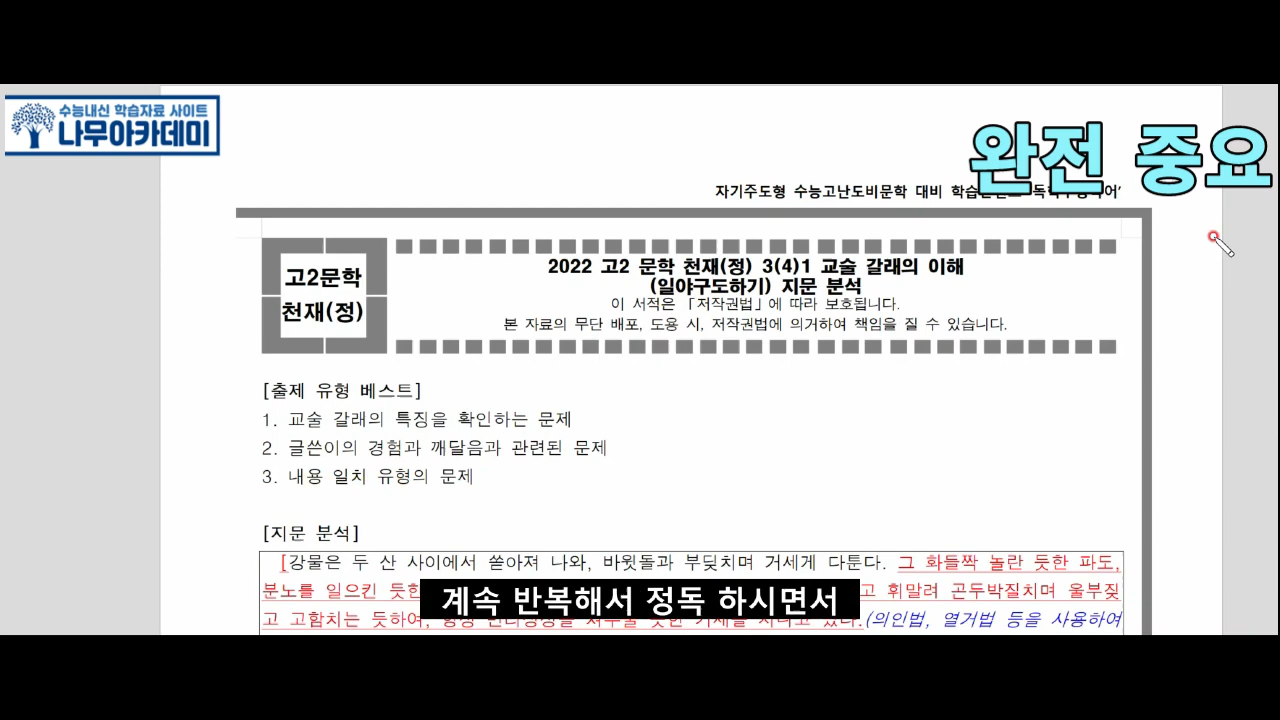 수능내신 학습자료 사이트
나무아카데미
완전 중요
자기주도형 수능고난도비문학 대비 학습
고2문학
천재(정)
2022 고2 문학 천재(정) 3(4)1 교술 갈래의 이해
(일야구도하기) 지문 분석
이 서적은 「저작권법」에 따라 보호됩니다.
본 자료의 무단 배포, 도용 시, 저작권법에 의거하여 책임을 질 수 있습니다.
[출제 유형 베스트]
1. 교술 갈래의 특징을 확인하는 문제
2. 글쓴이의 경험과 깨달음과 관련된 문제
3. 내용 일치 유형의 문제
[지문 분석]
[강물은 두 산 사이에서 쏟아져 나와, 바윗돌과 부딪치며 거세게 다툰다. 그 화들짝 놀란 듯한 파도,
분노를 일으킨 듯한 고 휘말려 곤두박질치며 울부짖
고 고함치는 듯하여, 지니고 있다.(의인법, 열거법 등을 사용하여
계속 반복해서 정독 하시면서